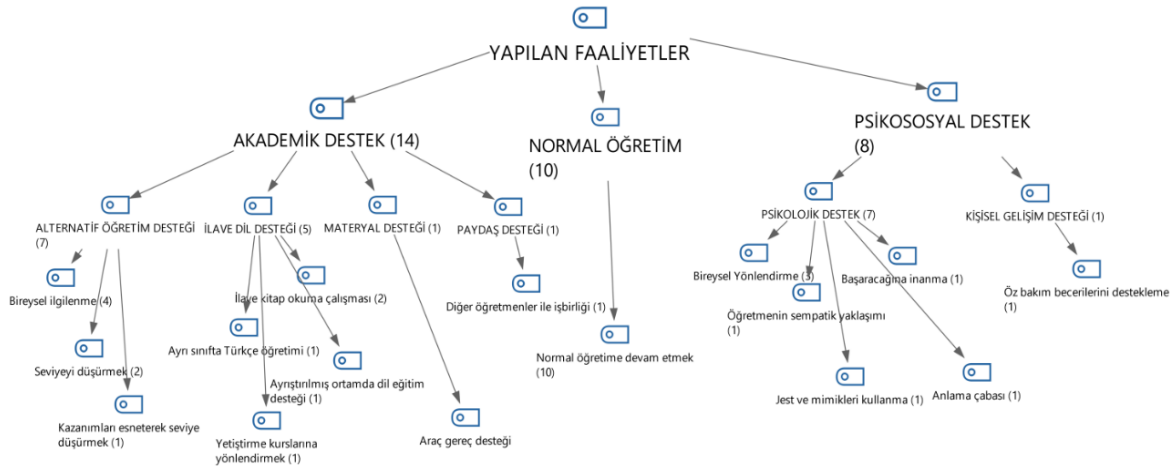 YAPILAN FAALİYETLER
AKADEMİK DESTEK (14)
NORMAL ÖĞRETİM
(10)
PSİKOSOSYAL DESTEK
(8)
ALTERNATİF ÖĞRETİM DESTEĞİ
(7)
İLAVE DİL DESTEĞİ (5)
MATERYAL DESTEĞİ (1)
PAYDAŞ DESTEĞİ (1)
PSİKOLOJİK DESTEK (7)
KİŞİSEL GELİŞİM DESTEĞİ (1)
Bireysel ilgilenme (4)
İlave kitap okuma çalışması (2)
Diğer öğretmenler ile işbirliği (1)
Bireysel Yönlendirme (3)
Başaracağına inanma (1)
Öz bakım becerilerini destekleme
(1)
Öğretmenin sempatik yaklaşımı
(1)
Seviyeyi düşürmek (2)
Ayrı sınıfta Türkçe öğretimi (1)
Ayrıştırılmış ortamda dil eğitim
desteği (1)
Normal öğretime devam etmek
(10)
Jest ve mimikleri kullanma (1)
Anlama çabası (1)
Kazanımları esneterek seviye
düşürmek (1)
Yetiştirme kurslarına
yönlendirmek (1)
Araç gereç desteği